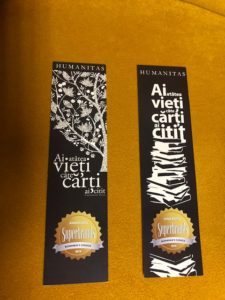 HUMANITAS
Ai atâtea
vieți
câte
cărți
ai citit
Superbrands
HUMANITAS
Ai atâtea
vieți
câte
cărți
ai citit
Superbrands